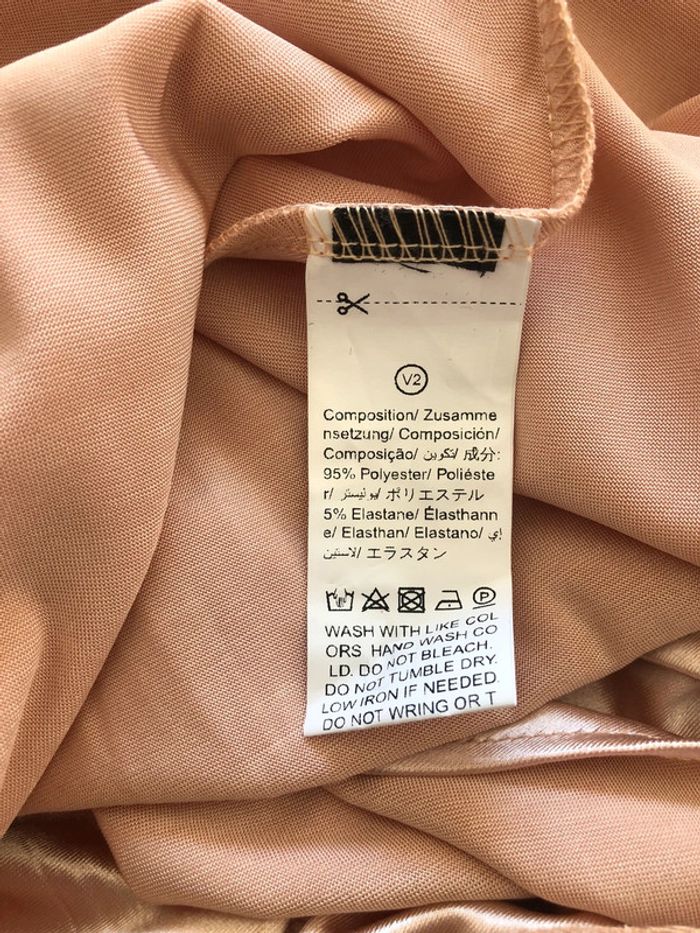 V2
Composition/ Zusamme
nsetzung/ Composición/
Composição/ تكوين/ 成分:
95% Polyester/ Poliéste
r/ بوليستر/ ポリエステル
5% Elastane/ Élasthann
e/ Elasthan/ Elastano/ إي
لاستين/ エラスタン
WASH WITH LIKE COL
ORS HAND WASH CO
LD. DO NOT BLEACH.
DO NOT TUMBLE DRY.
LOW IRON IF NEEDED.
DO NOT WRING OR T